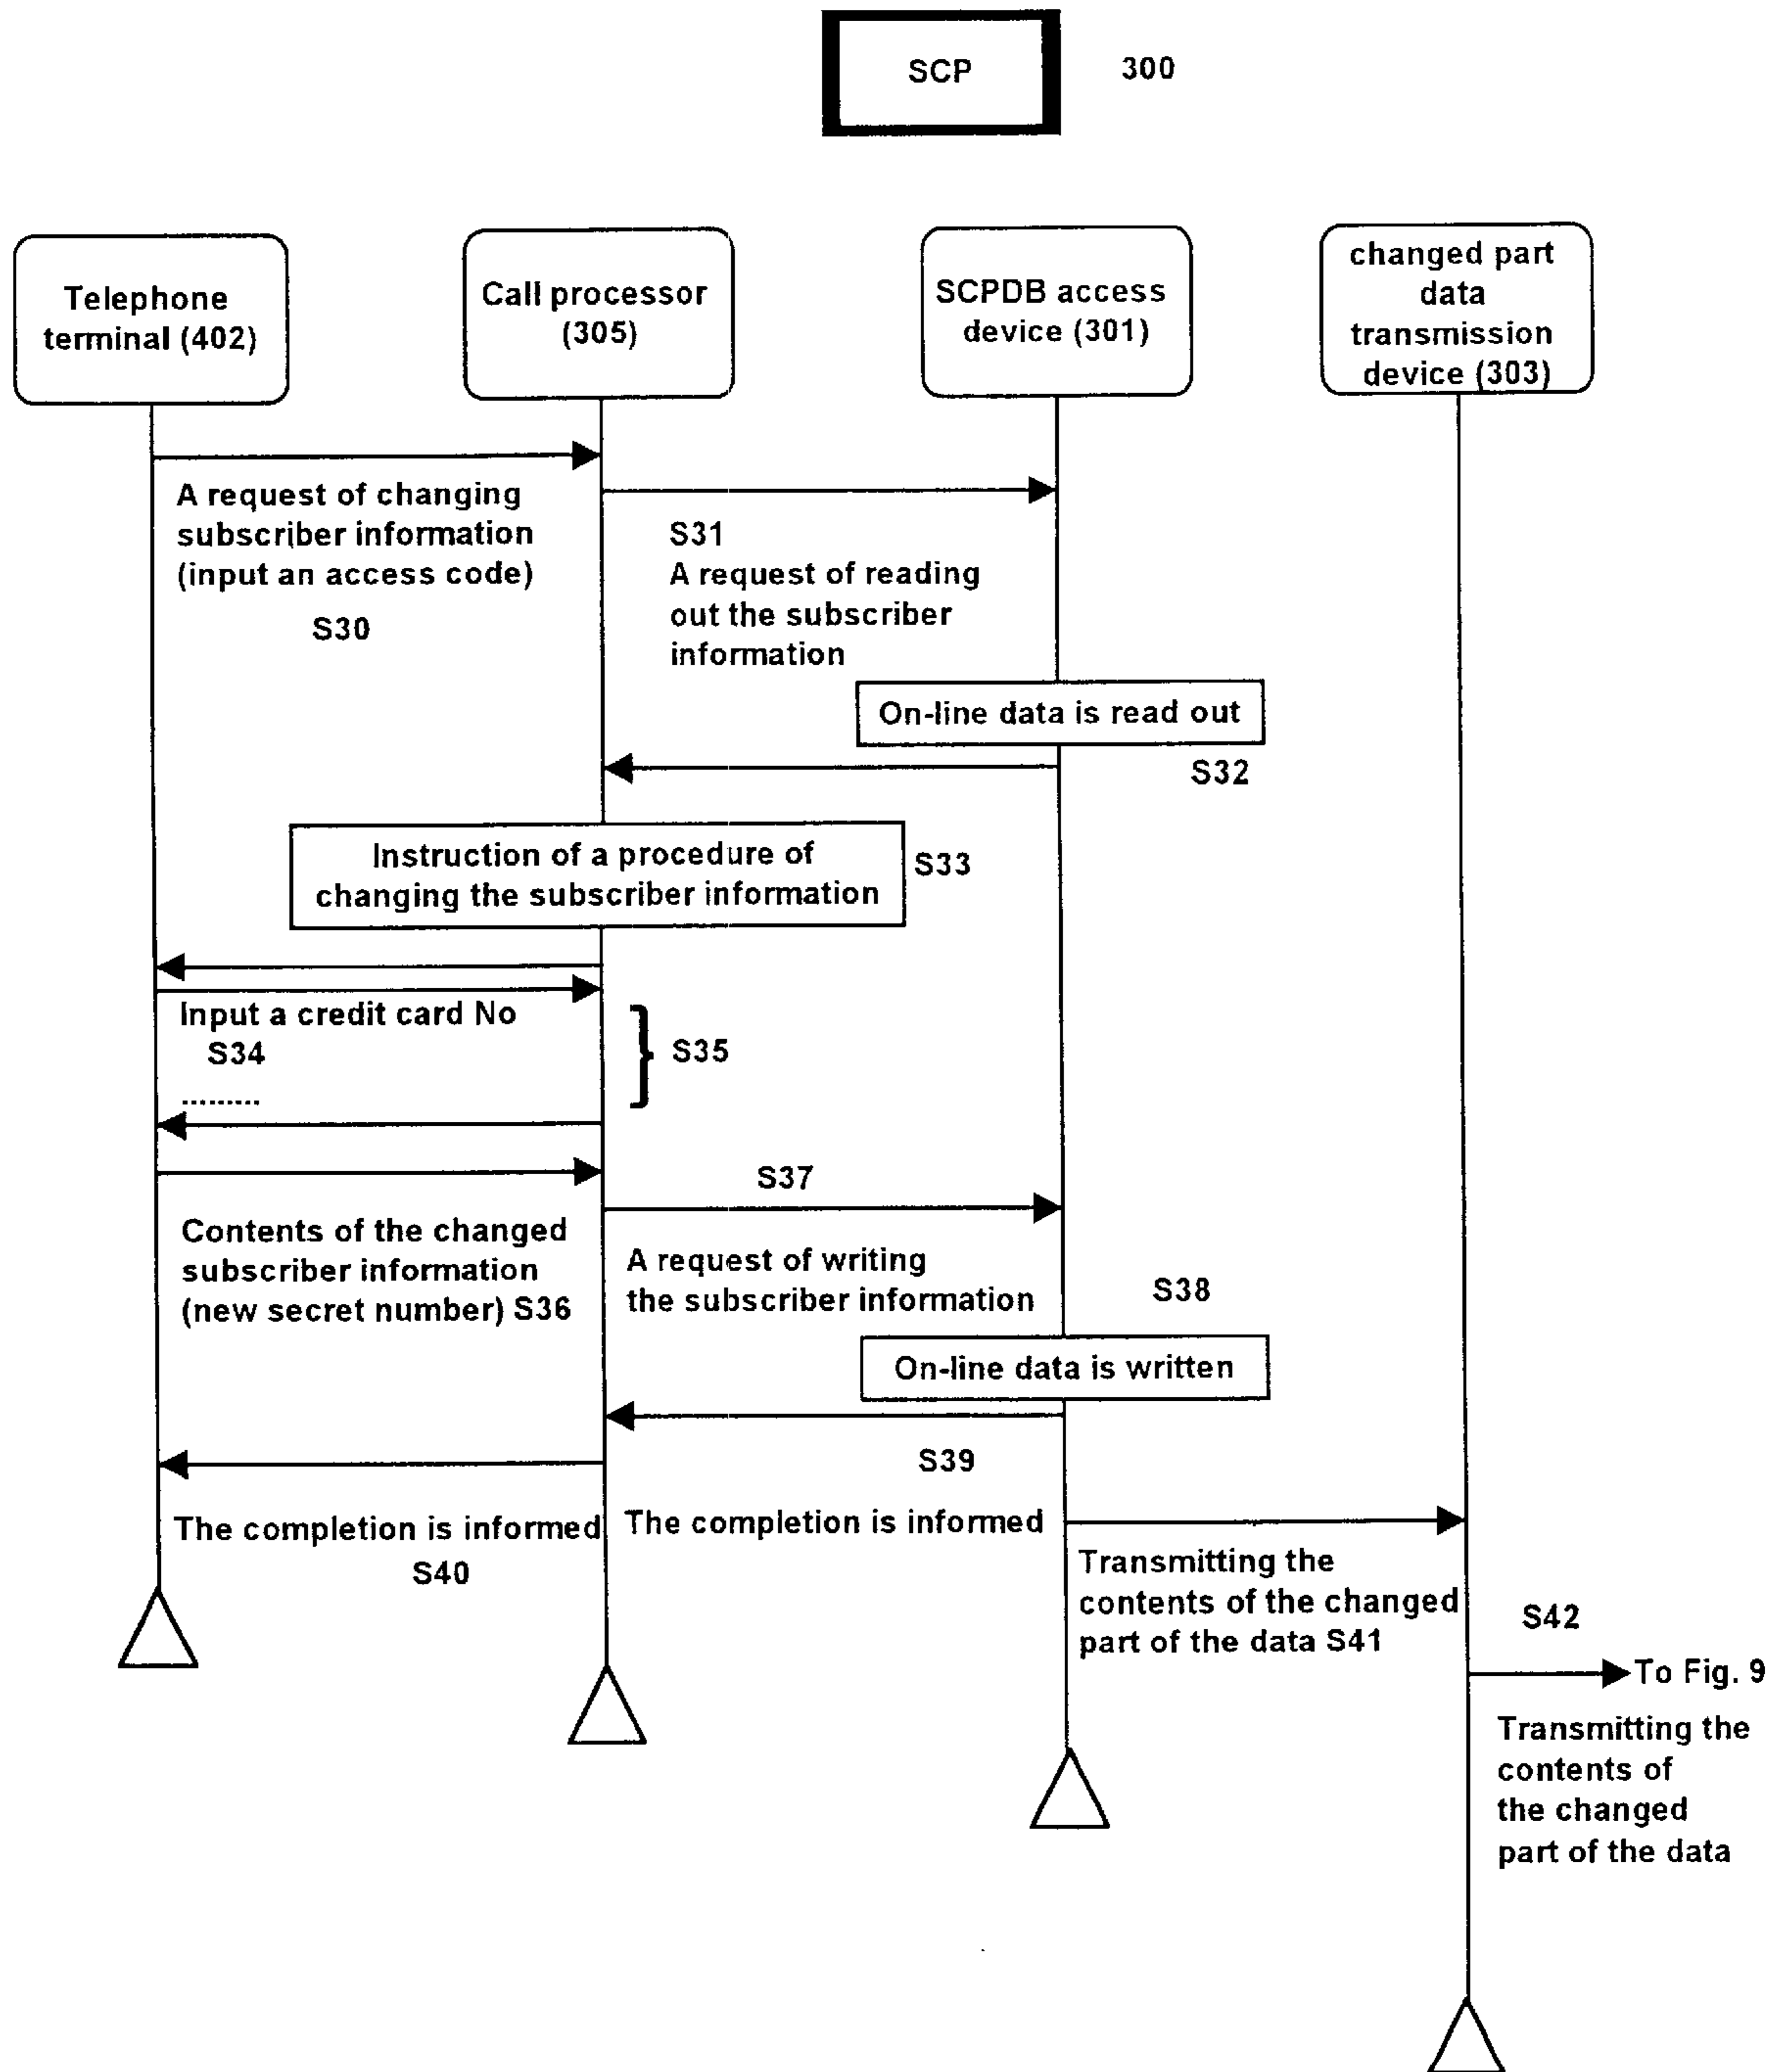 SCP
300
Telephone
terminal (402)
Call processor
(305)
SCPDB access
device (301)
changed part
data
transmission
device (303)
A request of changing
subscriber information
(input an access code)
S30
S31
A request of reading
out the subscriber
information
On-line data is read out
S32
Instruction of a procedure of
changing the subscriber information
S33
Input a credit card No
S34
.........
S35
Contents of the changed
subscriber information
(new secret number) S36
S37
A request of writing
the subscriber information
S38
On-line data is written
S39
The completion is informed
S40
The completion is informed
Transmitting the
contents of the changed
part of the data S41
S42
To Fig. 9
Transmitting the
contents of
the changed
part of the data